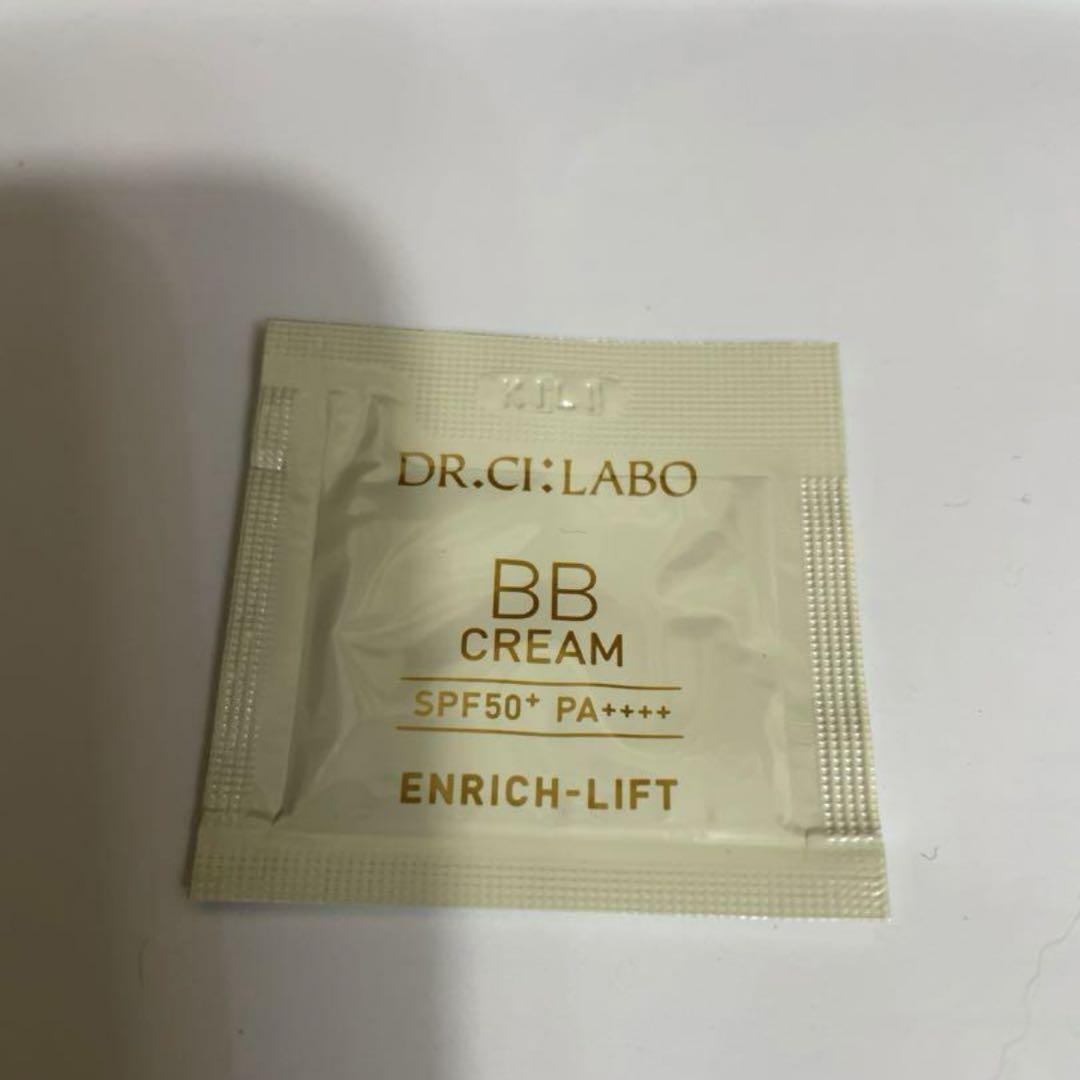 DR.CI:LABO
BB
CREAM
SPF50+ PA++++
ENRICH-LIFT